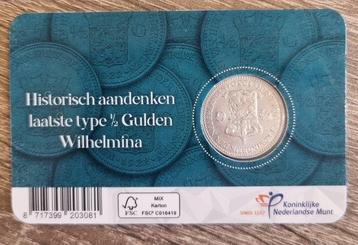 Historisch aandenken
laatste type ½ Gulden
Wilhelmina
8 717399 203081
FSC
MIX
Karton
FSC® C016419
SINDS 1567
Koninklijke
Nederlandse Munt